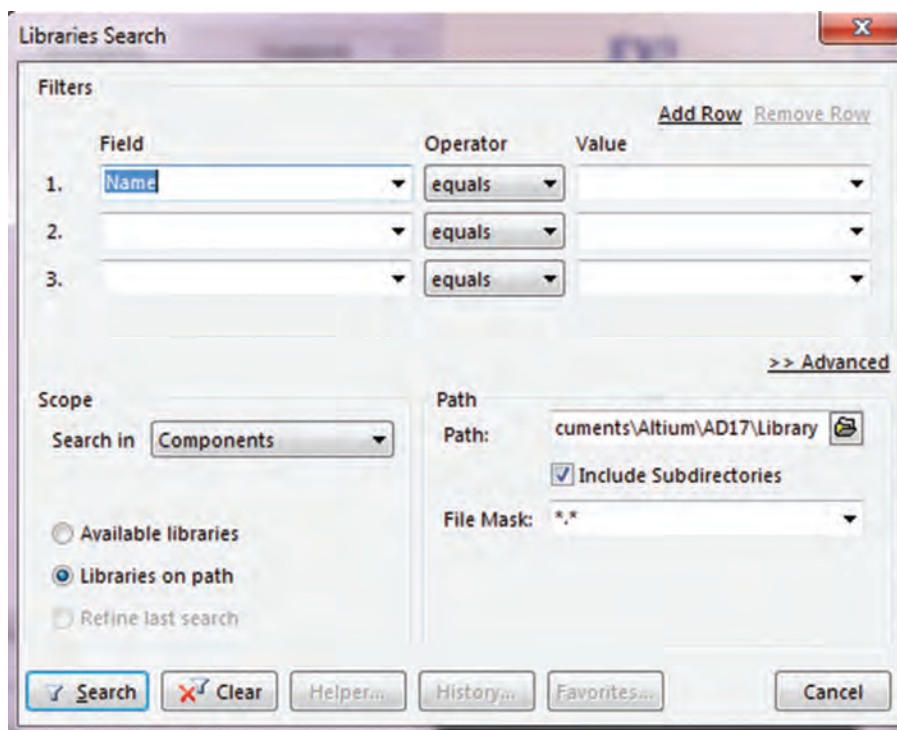 Libraries Search
Filters
Add Row Remove Row
Field Operator Value
1. Name equals
2. equals
3. equals
>> Advanced
Scope
Search in Components
Available libraries
Libraries on path
Refine last search
Path
Path: cuments\Altium\AD17\Library
Include Subdirectories
File Mask: *.*
Search Clear Helper... History... Favorites... Cancel